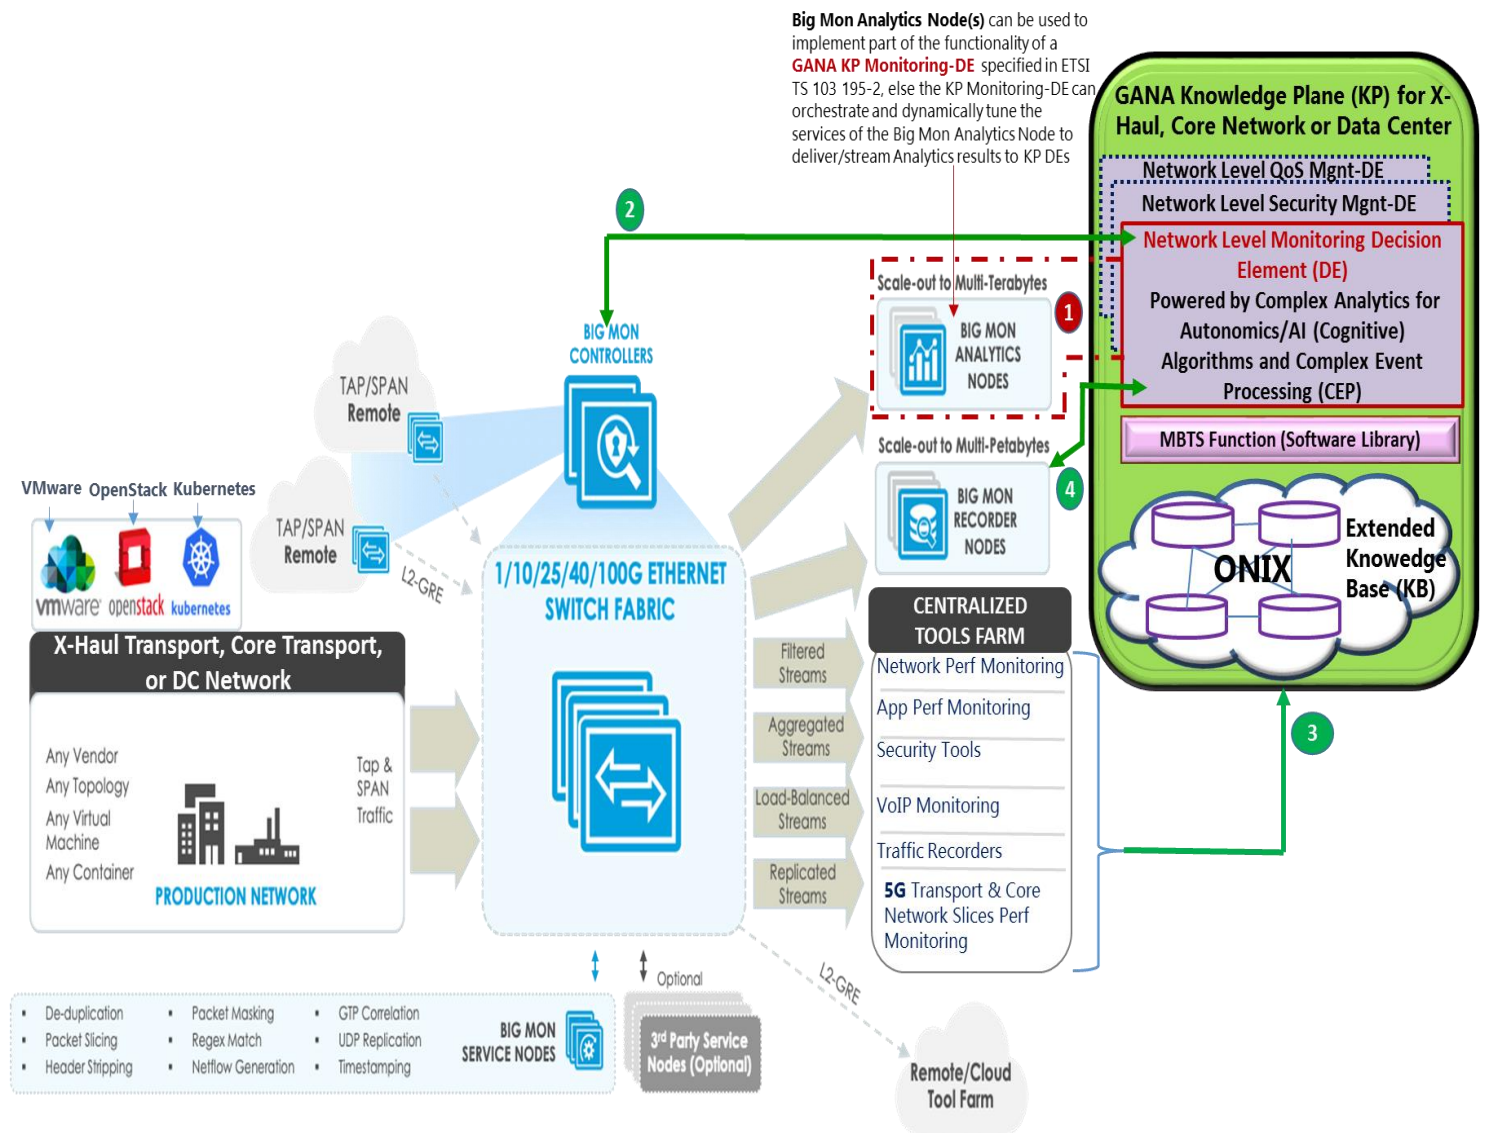 Big Mon Analytics Node(s) can be used to
implement part of the functionality of a
GANA KP Monitoring-DE specified in ETSI
TS 103 195-2, else the KP Monitoring-DE can
orchestrate and dynamically tune the
services of the Big Mon Analytics Node to
deliver/stream Analytics results to KP DEs
GANA Knowledge Plane (KP) for X-
Haul, Core Network or Data Center
Network Level QoS Mgnt-DE
Network Level Security Mgnt-DE
Network Level Monitoring Decision
Element (DE)
Powered by Complex Analytics for
Autonomics/AI (Cognitive)
Algorithms and Complex Event
Processing (CEP)
MBTS Function (Software Library)
ONIX
Extended
Knowedge
Base (KB)
2
1
4
3
Scale-out to Multi-Terabytes
BIG MON
ANALYTICS
NODES
Scale-out to Multi-Petabytes
BIG MON
RECORDER
NODES
BIG MON
CONTROLLERS
TAP/SPAN
Remote
TAP/SPAN
Remote
L2-GRE
VMware OpenStack Kubernetes
vmware openstack kubernetes
X-Haul Transport, Core Transport,
or DC Network
Any Vendor
Any Topology
Any Virtual
Machine
Any Container
Tap &
SPAN
Traffic
PRODUCTION NETWORK
1/10/25/40/100G ETHERNET
SWITCH FABRIC
Filtered
Streams
Aggregated
Streams
Load-Balanced
Streams
Replicated
Streams
CENTRALIZED
TOOLS FARM
Network Perf Monitoring
App Perf Monitoring
Security Tools
VoIP Monitoring
Traffic Recorders
5G Transport & Core
Network Slices Perf
Monitoring
▪ De-duplication
▪ Packet Slicing
▪ Header Stripping
▪ Packet Masking
▪ Regex Match
▪ Netflow Generation
▪ GTP Correlation
▪ UDP Replication
▪ Timestamping
BIG MON
SERVICE NODES
Optional
3rd Party Service
Nodes (Optional)
L2-GRE
Remote/Cloud
Tool Farm